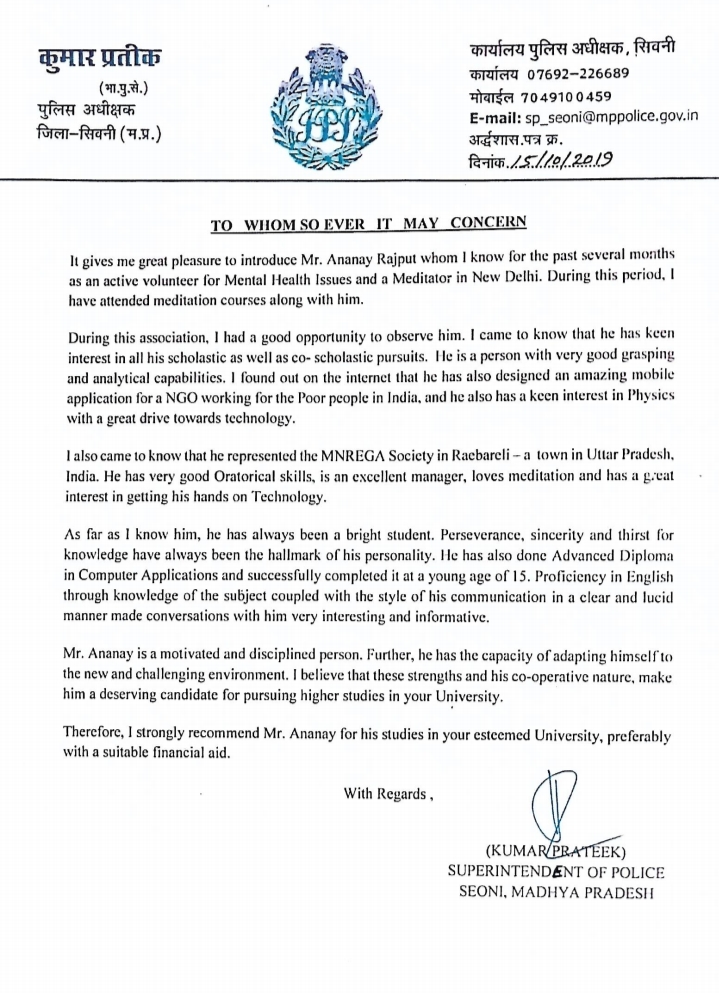 कुमार प्रतीक
(भा.पु.से.)
पुलिस अधीक्षक
जिला–सिवनी (म.प्र.)
IPS
कार्यालय पुलिस अधीक्षक, सिवनी
कार्यालय 07692–226689
मोबाईल 7049100459
E-mail: sp_seoni@mppolice.gov.in
अर्द्धशास.पत्र क्र.
दिनांक.15/10/2019
TO WHOM SO EVER IT MAY CONCERN
It gives me great pleasure to introduce Mr. Ananay Rajput whom I know for the past several months
as an active volunteer for Mental Health Issues and a Meditator in New Delhi. During this period, I
have attended meditation courses along with him.
During this association, I had a good opportunity to observe him. I came to know that he has keen
interest in all his scholastic as well as co- scholastic pursuits. He is a person with very good grasping
and analytical capabilities. I found out on the internet that he has also designed an amazing mobile
application for a NGO working for the Poor people in India, and he also has a keen interest in Physics
with a great drive towards technology.
I also came to know that he represented the MNREGA Society in Raebareli – a town in Uttar Pradesh,
India. He has very good Oratorical skills, is an excellent manager, loves meditation and has a great
interest in getting his hands on Technology.
As far as I know him, he has always been a bright student. Perseverance, sincerity and thirst for
knowledge have always been the hallmark of his personality. He has also done Advanced Diploma
in Computer Applications and successfully completed it at a young age of 15. Proficiency in English
through knowledge of the subject coupled with the style of his communication in a clear and lucid
manner made conversations with him very interesting and informative.
Mr. Ananay is a motivated and disciplined person. Further, he has the capacity of adapting himself to
the new and challenging environment. I believe that these strengths and his co-operative nature, make
him a deserving candidate for pursuing higher studies in your University.
Therefore, I strongly recommend Mr. Ananay for his studies in your esteemed University, preferably
with a suitable financial aid.
With Regards ,
(KUMAR PRATEEK)
SUPERINTENDENT OF POLICE
SEONI, MADHYA PRADESH